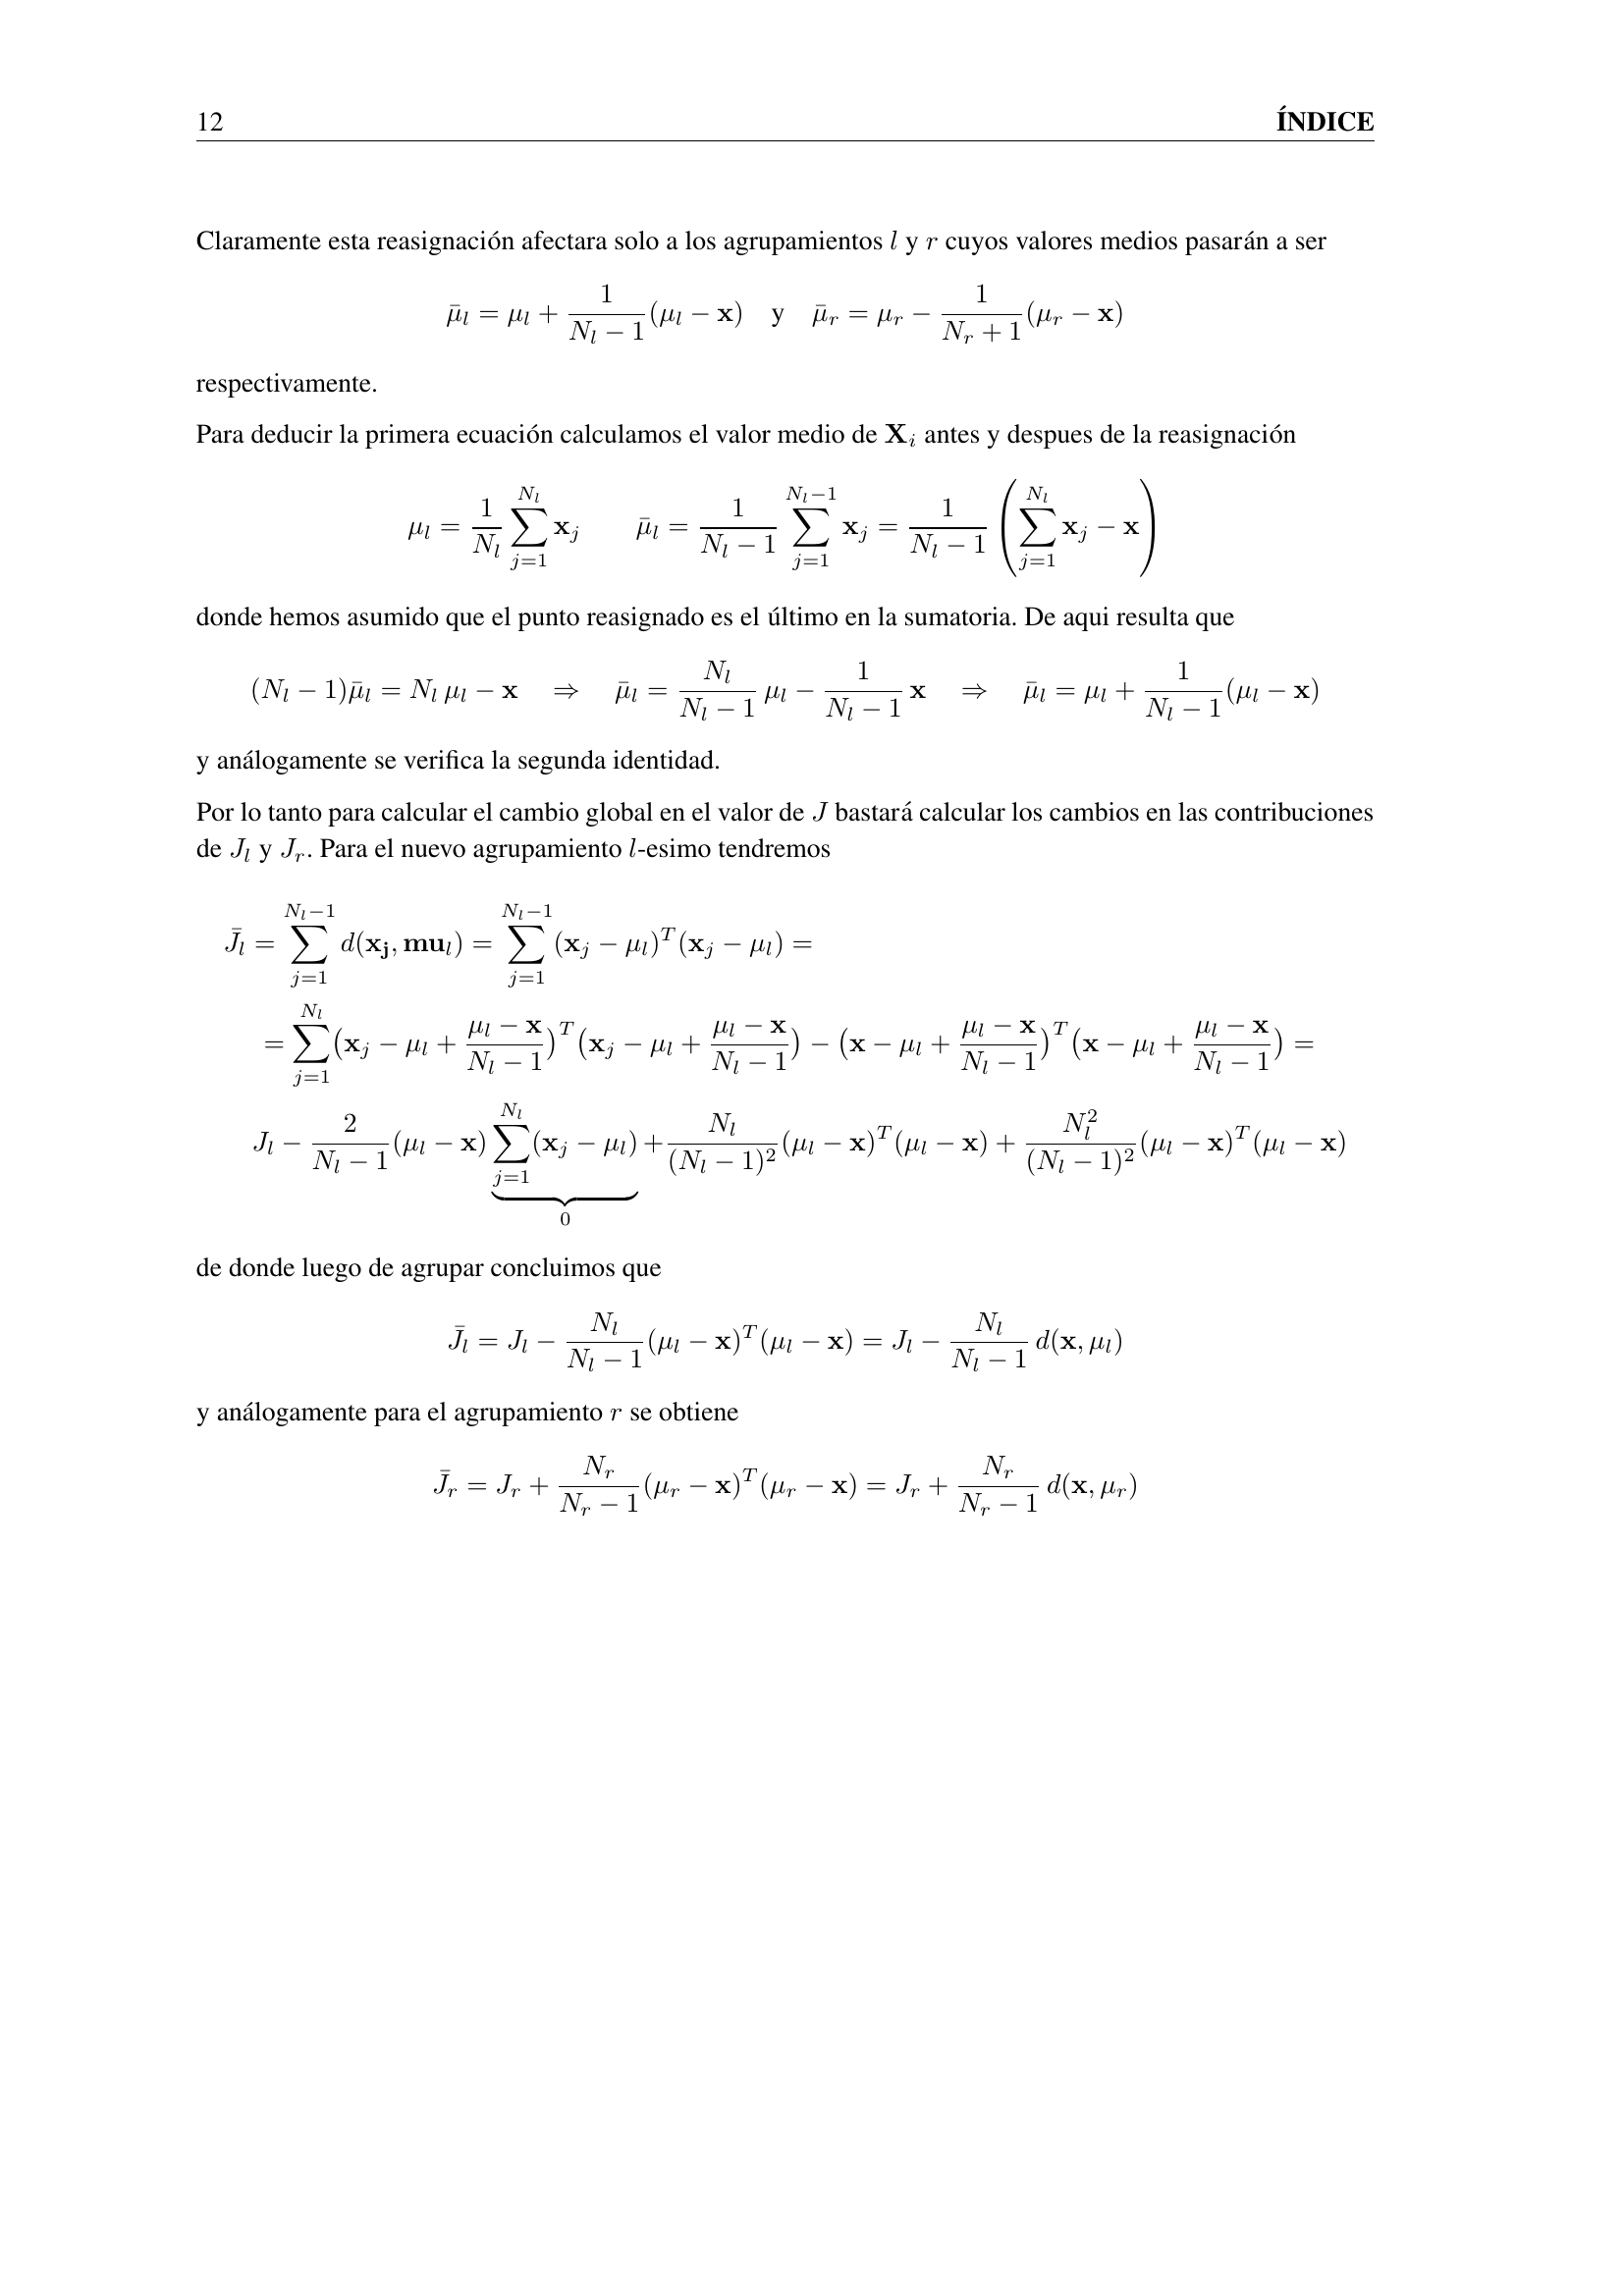 12 ÍNDICE
Claramente esta reasignación afectara solo a los agrupamientos $l$ y $r$ cuyos valores medios pasarán a ser
$$\bar{\mu}_l = \mu_l + \frac{1}{N_l - 1}(\mu_l - \mathbf{x}) \quad \text{y} \quad \bar{\mu}_r = \mu_r - \frac{1}{N_r + 1}(\mu_r - \mathbf{x})$$
respectivamente.
Para deducir la primera ecuación calculamos el valor medio de $\mathbf{X}_i$ antes y despues de la reasignación
$$\mu_l = \frac{1}{N_l} \sum_{j=1}^{N_l} \mathbf{x}_j \qquad \bar{\mu}_l = \frac{1}{N_l - 1} \sum_{j=1}^{N_l - 1} \mathbf{x}_j = \frac{1}{N_l - 1} \left( \sum_{j=1}^{N_l} \mathbf{x}_j - \mathbf{x} \right)$$
donde hemos asumido que el punto reasignado es el último en la sumatoria. De aqui resulta que
$$(N_l - 1)\bar{\mu}_l = N_l \, \mu_l - \mathbf{x} \quad \Rightarrow \quad \bar{\mu}_l = \frac{N_l}{N_l - 1} \, \mu_l - \frac{1}{N_l - 1} \, \mathbf{x} \quad \Rightarrow \quad \bar{\mu}_l = \mu_l + \frac{1}{N_l - 1}(\mu_l - \mathbf{x})$$
y análogamente se verifica la segunda identidad.
Por lo tanto para calcular el cambio global en el valor de $J$ bastará calcular los cambios en las contribuciones
de $J_l$ y $J_r$. Para el nuevo agrupamiento $l$-esimo tendremos
$$\bar{J}_l = \sum_{j=1}^{N_l - 1} d(\mathbf{x_j}, \mathbf{mu}_l) = \sum_{j=1}^{N_l - 1} (\mathbf{x}_j - \mu_l)^T (\mathbf{x}_j - \mu_l) =$$
$$= \sum_{j=1}^{N_l} \big(\mathbf{x}_j - \mu_l + \frac{\mu_l - \mathbf{x}}{N_l - 1}\big)^T \big(\mathbf{x}_j - \mu_l + \frac{\mu_l - \mathbf{x}}{N_l - 1}\big) - \big(\mathbf{x} - \mu_l + \frac{\mu_l - \mathbf{x}}{N_l - 1}\big)^T \big(\mathbf{x} - \mu_l + \frac{\mu_l - \mathbf{x}}{N_l - 1}\big) =$$
$$J_l - \frac{2}{N_l - 1}(\mu_l - \mathbf{x}) \underbrace{\sum_{j=1}^{N_l} (\mathbf{x}_j - \mu_l)}_{0} + \frac{N_l}{(N_l - 1)^2}(\mu_l - \mathbf{x})^T (\mu_l - \mathbf{x}) + \frac{N_l^2}{(N_l - 1)^2}(\mu_l - \mathbf{x})^T (\mu_l - \mathbf{x})$$
de donde luego de agrupar concluimos que
$$\bar{J}_l = J_l - \frac{N_l}{N_l - 1}(\mu_l - \mathbf{x})^T (\mu_l - \mathbf{x}) = J_l - \frac{N_l}{N_l - 1} \, d(\mathbf{x}, \mu_l)$$
y análogamente para el agrupamiento $r$ se obtiene
$$\bar{J}_r = J_r + \frac{N_r}{N_r - 1}(\mu_r - \mathbf{x})^T (\mu_r - \mathbf{x}) = J_r + \frac{N_r}{N_r - 1} \, d(\mathbf{x}, \mu_r)$$